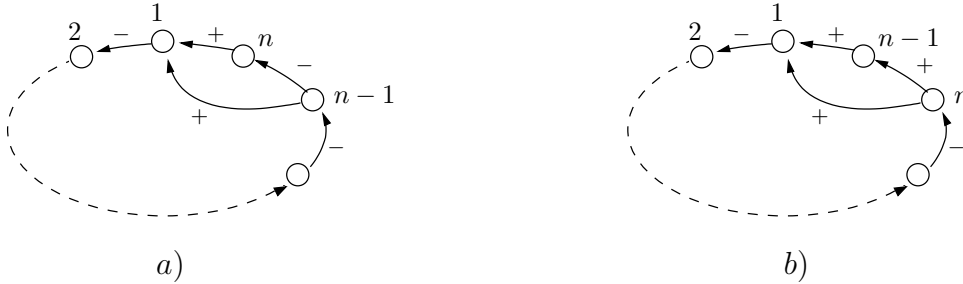 2 − 1 + n
− n − 1
+
−
a)
2 − 1 + n − 1
+ n
+
−
b)